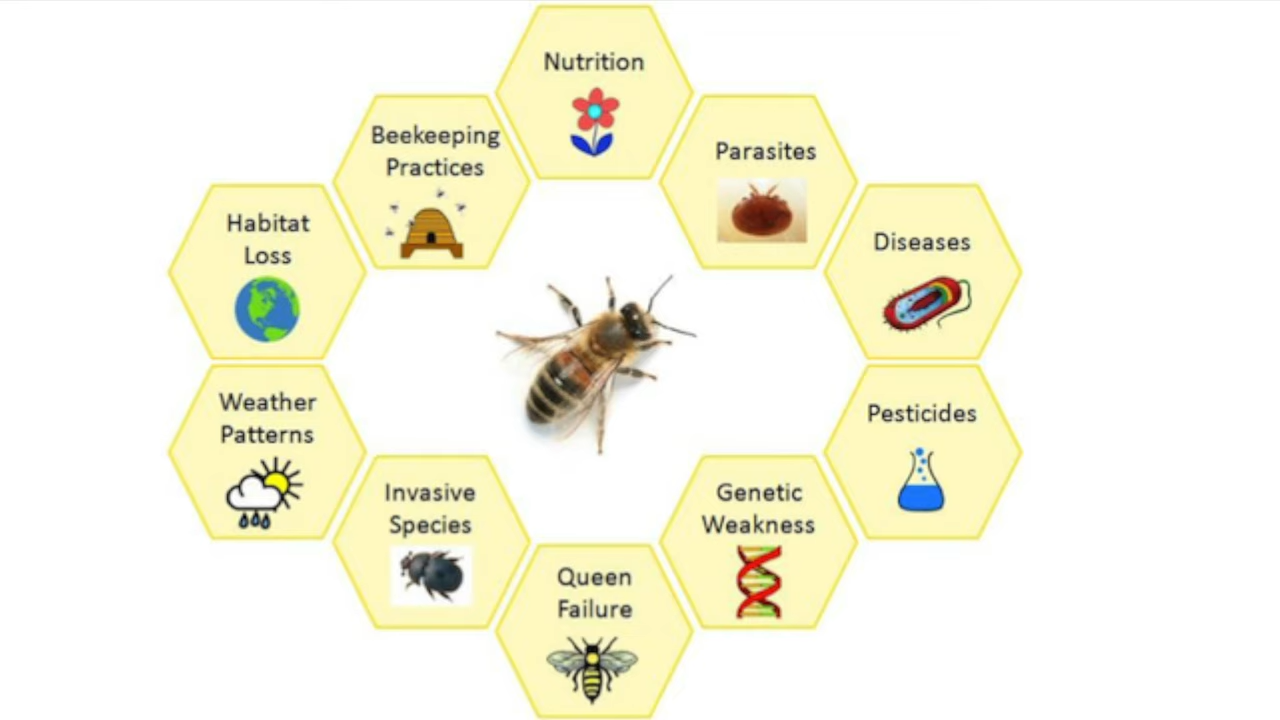 Nutrition
Beekeeping
Practices
Parasites
Habitat
Loss
Diseases
Weather
Patterns
Pesticides
Invasive
Species
Genetic
Weakness
Queen
Failure